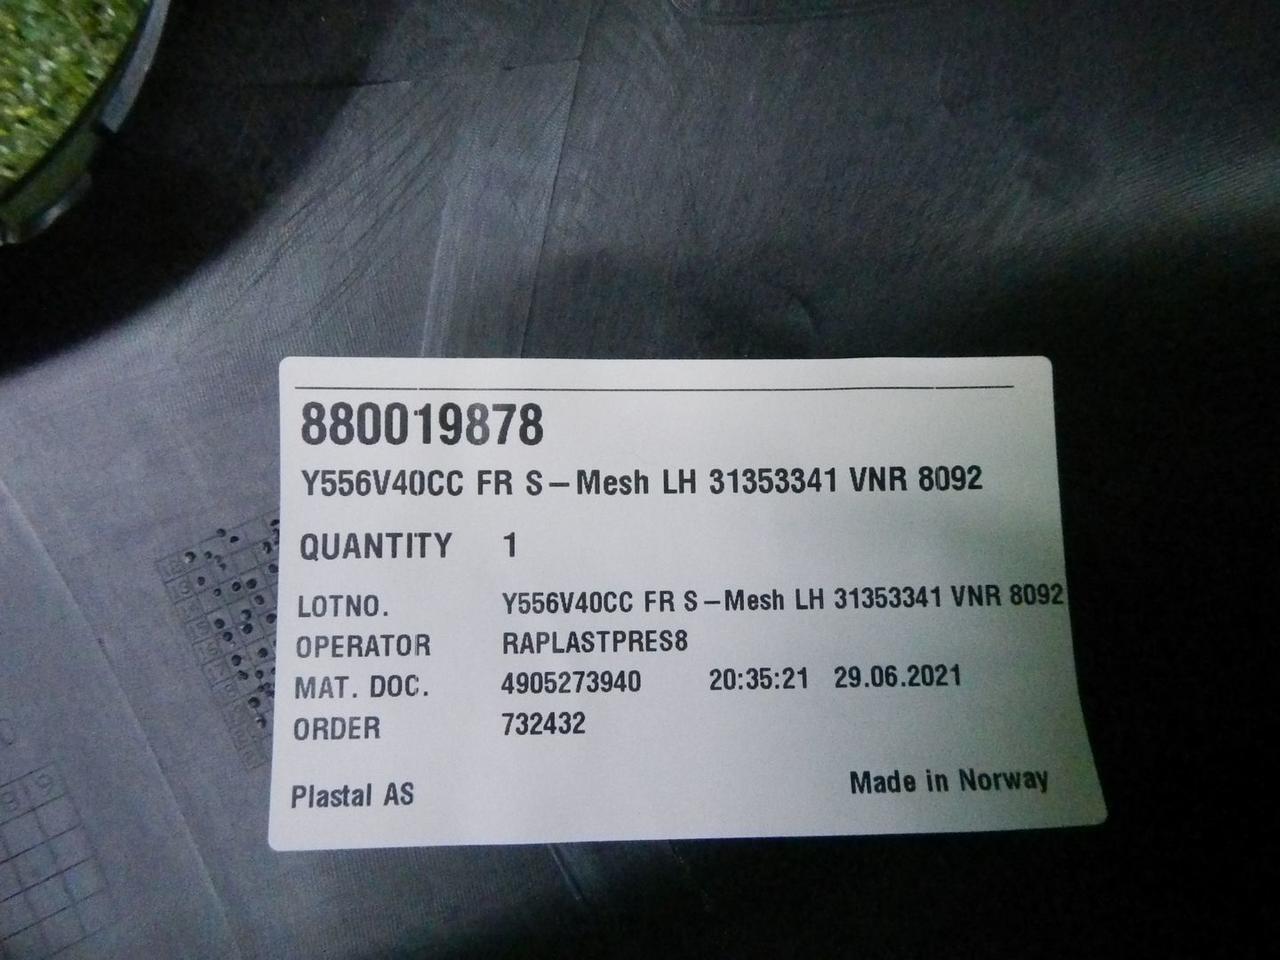 880019878
Y556V40CC FR S-Mesh LH 31353341 VNR 8092
QUANTITY 1
LOTNO. Y556V40CC FR S-Mesh LH 31353341 VNR 8092
OPERATOR RAPLASTPRES8
MAT. DOC. 4905273940 20:35:21 29.06.2021
ORDER 732432
Plastal AS Made in Norway